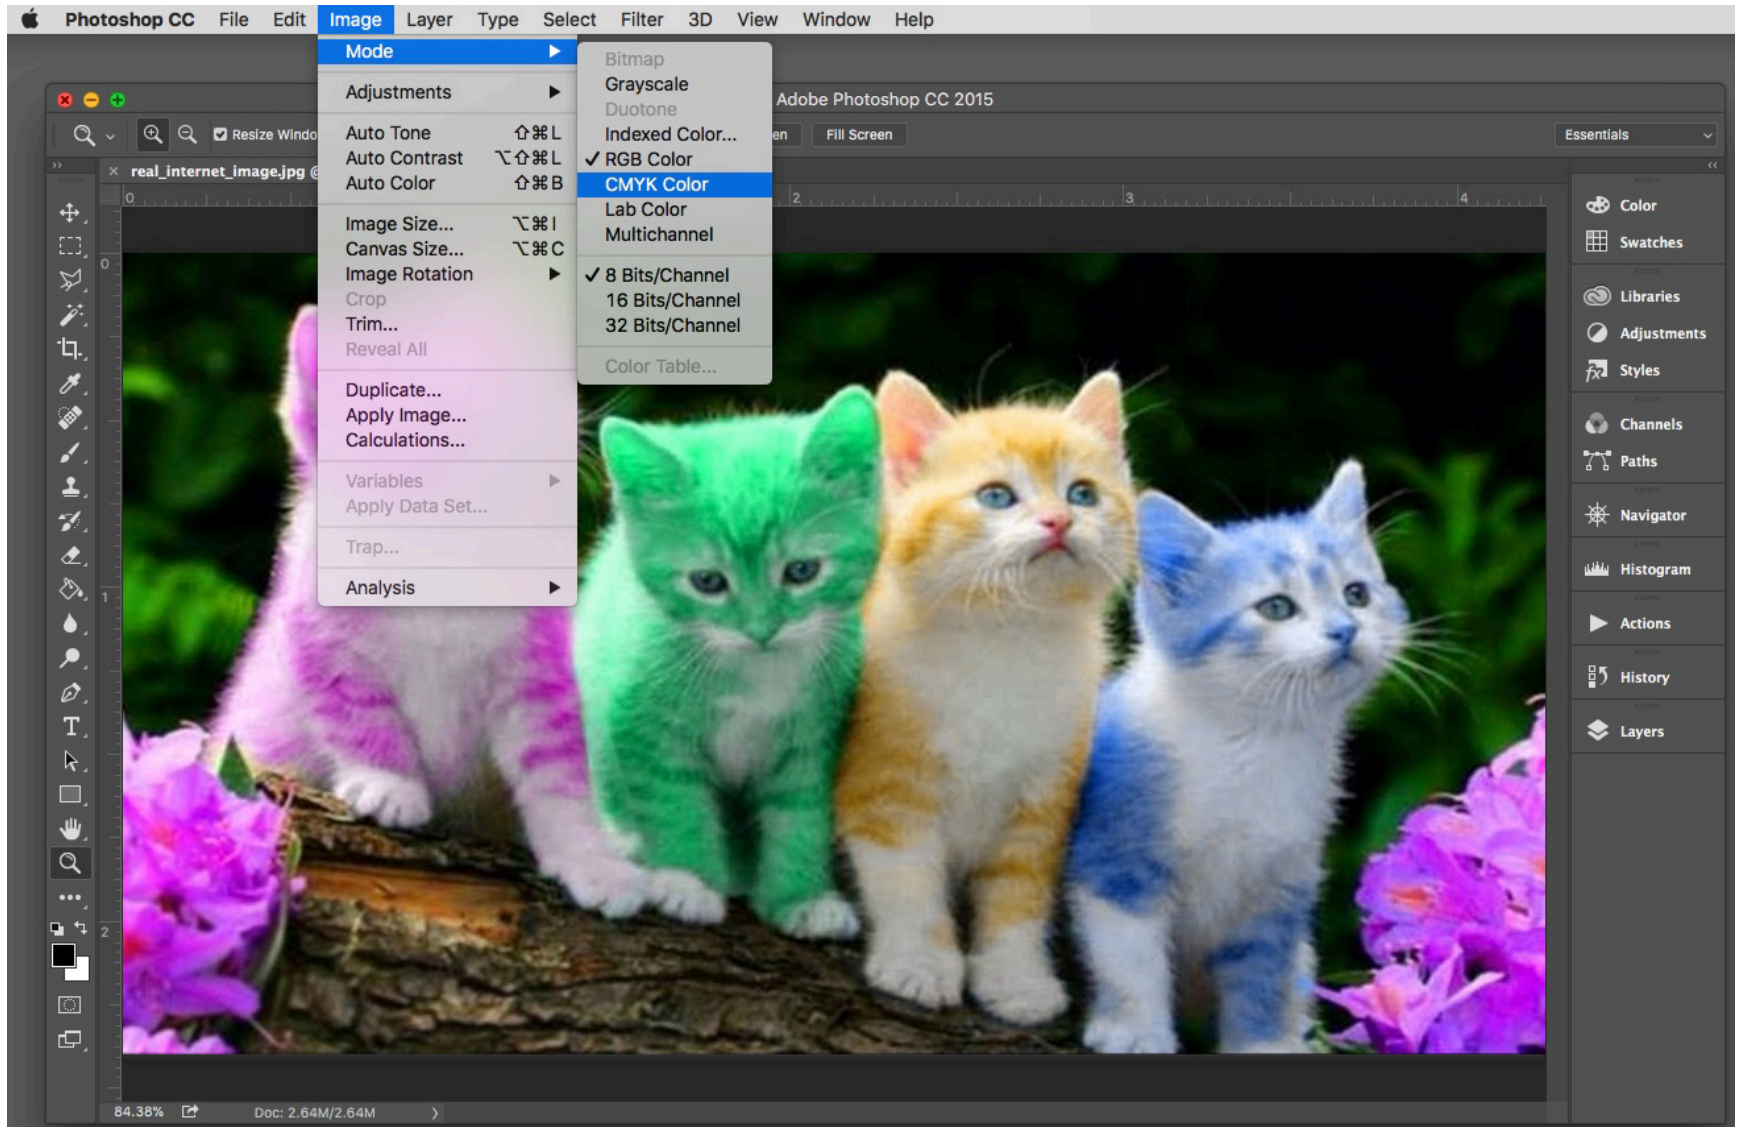 Photoshop CC File Edit Image Layer Type Select Filter 3D View Window Help
Mode
Adjustments
Auto Tone ⇧⌘L
Auto Contrast ⌥⇧⌘L
Auto Color ⇧⌘B
Image Size... ⌥⌘I
Canvas Size... ⌥⌘C
Image Rotation
Crop
Trim...
Reveal All
Duplicate...
Apply Image...
Calculations...
Variables
Apply Data Set...
Trap...
Analysis
Bitmap
Grayscale
Duotone
Indexed Color...
✓ RGB Color
CMYK Color
Lab Color
Multichannel
✓ 8 Bits/Channel
16 Bits/Channel
32 Bits/Channel
Color Table...
Adobe Photoshop CC 2015
Resize Windo
en
Fill Screen
Essentials
× real_internet_image.jpg @
0 2 3 4
0
1
2
Color
Swatches
Libraries
Adjustments
Styles
Channels
Paths
Navigator
Histogram
Actions
History
Layers
84.38% Doc: 2.64M/2.64M